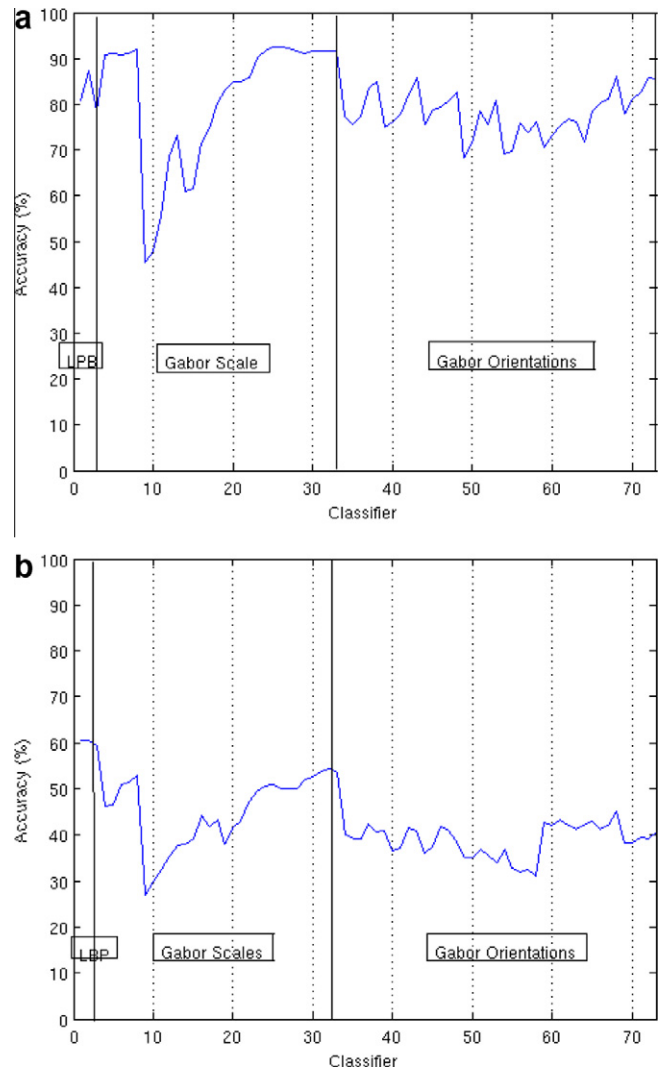 a
100
90
80
70
60
50
40
30
20
10
0
Accuracy (%)
LPB
Gabor Scale
Gabor Orientations
0 10 20 30 40 50 60 70
Classifier
b
100
90
80
70
60
50
40
30
20
10
0
Accuracy (%)
LBP
Gabor Scales
Gabor Orientations
0 10 20 30 40 50 60 70
Classifier